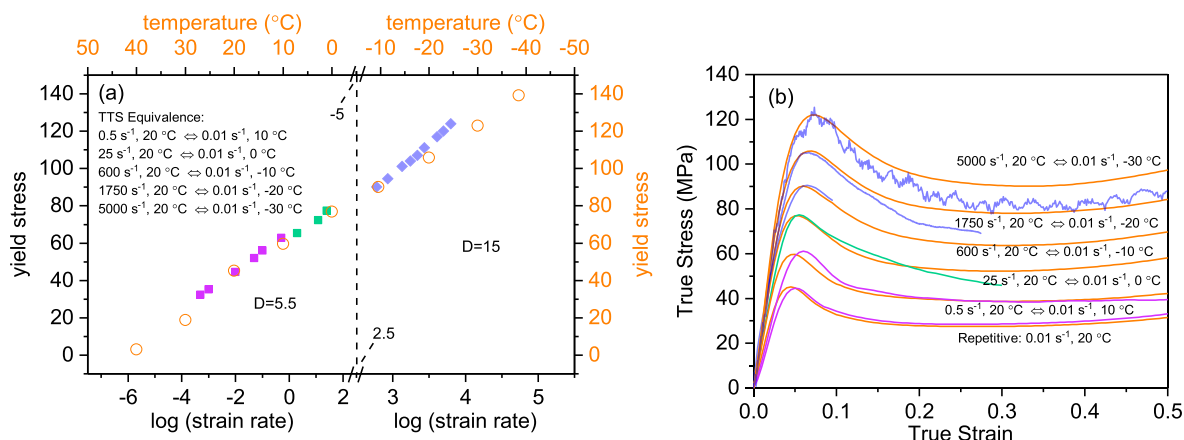 temperature (°C)
temperature (°C)
50 40 30 20 10 0 -10 -20 -30 -40 -50
(a)
TTS Equivalence:
0.5 s⁻¹, 20 °C ⇔ 0.01 s⁻¹, 10 °C
25 s⁻¹, 20 °C ⇔ 0.01 s⁻¹, 0 °C
600 s⁻¹, 20 °C ⇔ 0.01 s⁻¹, -10 °C
1750 s⁻¹, 20 °C ⇔ 0.01 s⁻¹, -20 °C
5000 s⁻¹, 20 °C ⇔ 0.01 s⁻¹, -30 °C
-5
D=15
D=5.5
2.5
yield stress
140
120
100
80
60
40
20
0
140
120
100
80
60
40
20
0
yield stress
-6 -4 -2 0 2 3 4 5
log (strain rate)
log (strain rate)
(b)
True Stress (MPa)
140
120
100
80
60
40
20
0
5000 s⁻¹, 20 °C ⇔ 0.01 s⁻¹, -30 °C
1750 s⁻¹, 20 °C ⇔ 0.01 s⁻¹, -20 °C
600 s⁻¹, 20 °C ⇔ 0.01 s⁻¹, -10 °C
25 s⁻¹, 20 °C ⇔ 0.01 s⁻¹, 0 °C
0.5 s⁻¹, 20 °C ⇔ 0.01 s⁻¹, 10 °C
Repetitive: 0.01 s⁻¹, 20 °C
0.0 0.1 0.2 0.3 0.4 0.5
True Strain